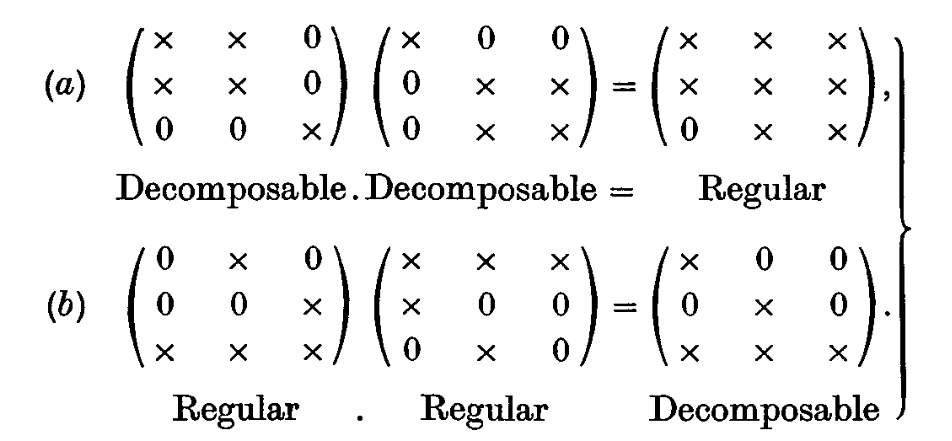 × × 0 × 0 0 × × ×
(a) × × 0 0 × × = × × × ,
0 0 × 0 × × 0 × ×
Decomposable . Decomposable = Regular
0 × 0 × × × × 0 0
(b) 0 0 × × 0 0 = 0 × 0 .
× × × 0 × 0 × × ×
Regular . Regular Decomposable